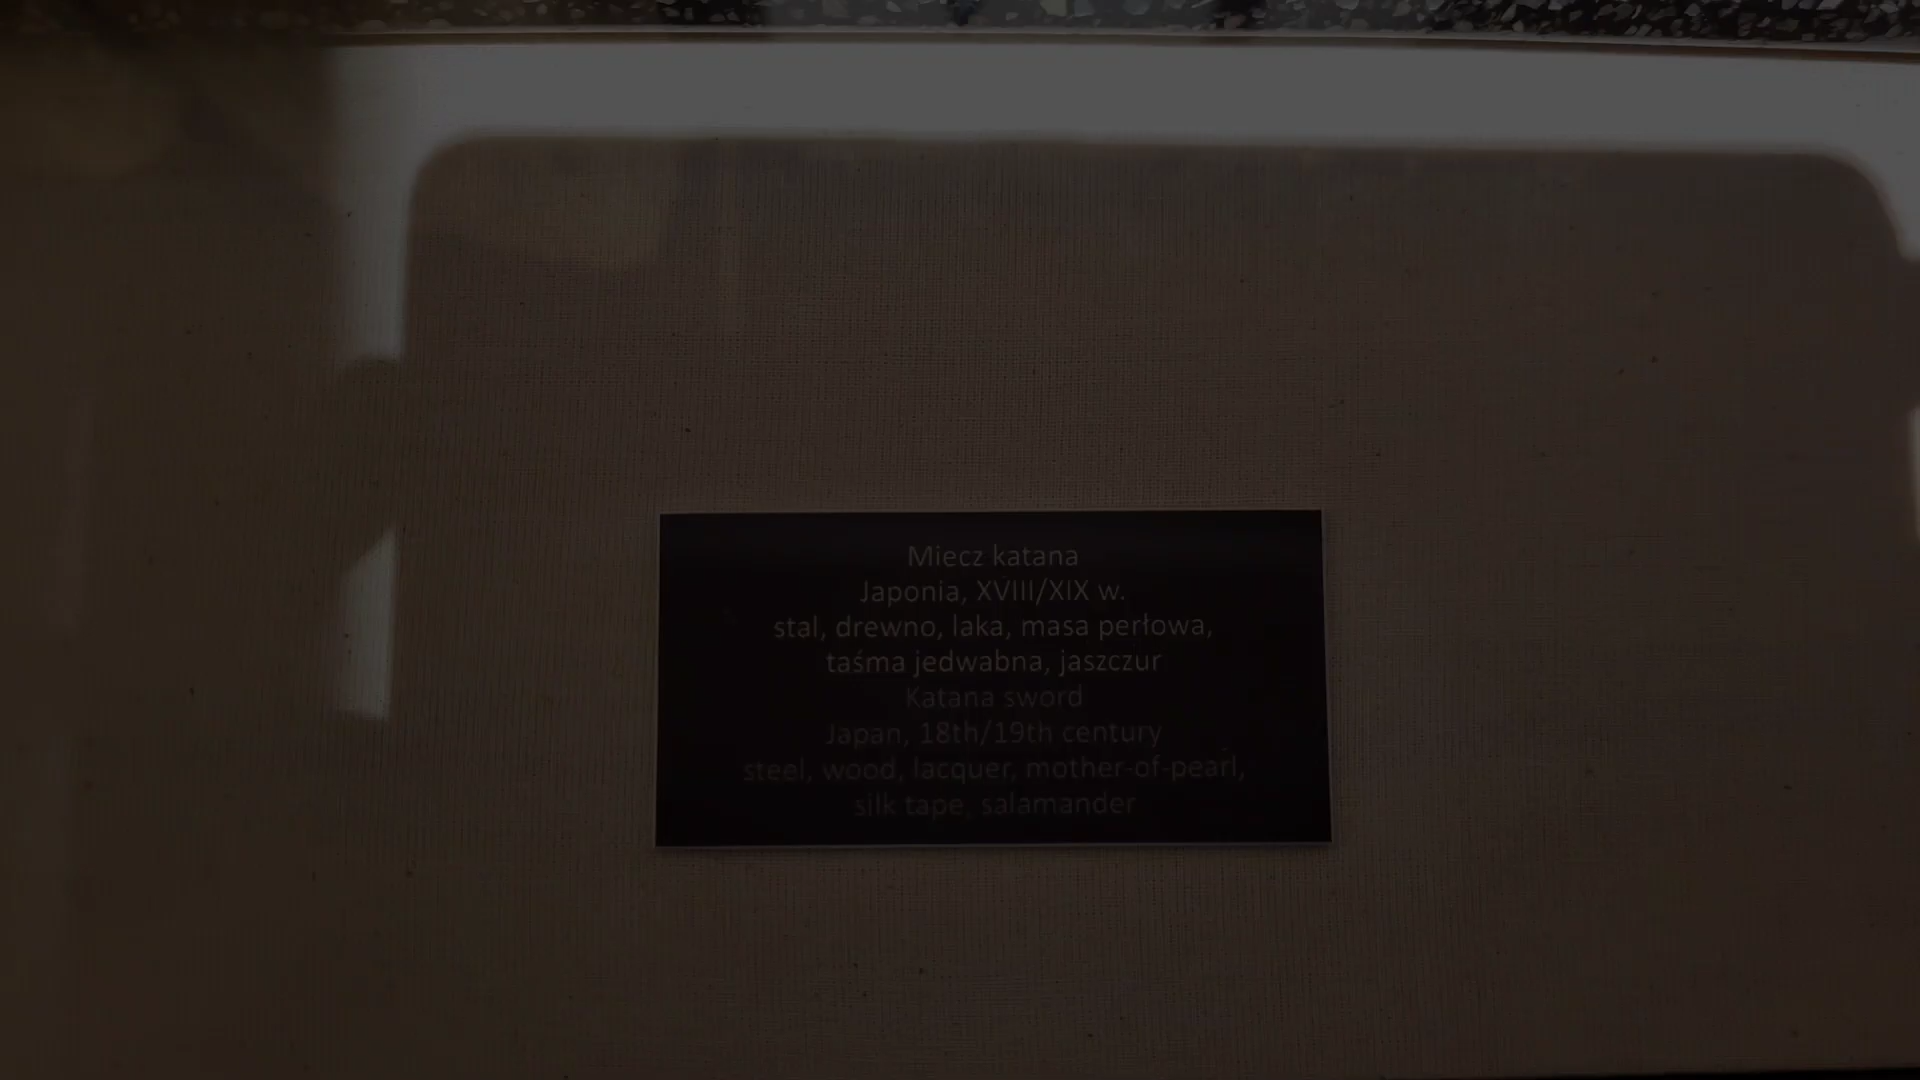 Miecz katana
Japonia, XVIII/XIX w.
stal, drewno, laka, masa perłowa,
taśma jedwabna, jaszczur
Katana sword
Japan, 18th/19th century
steel, wood, lacquer, mother-of-pearl,
silk tape, salamander